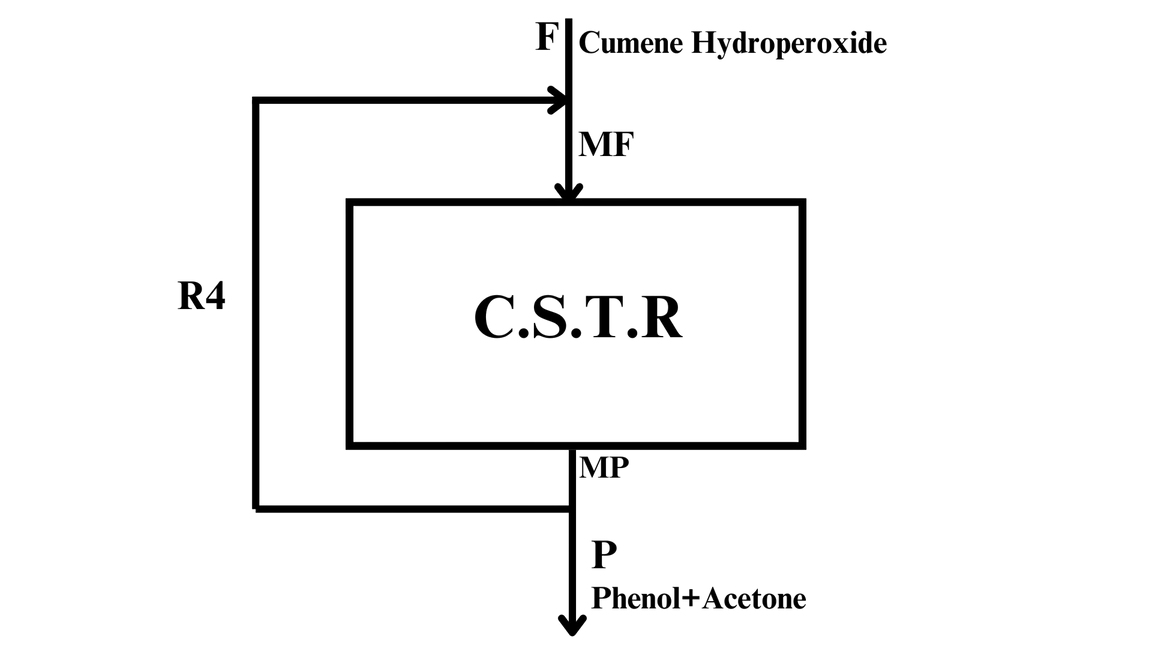 F
Cumene Hydroperoxide
MF
R4
C.S.T.R
MP
P
Phenol+Acetone